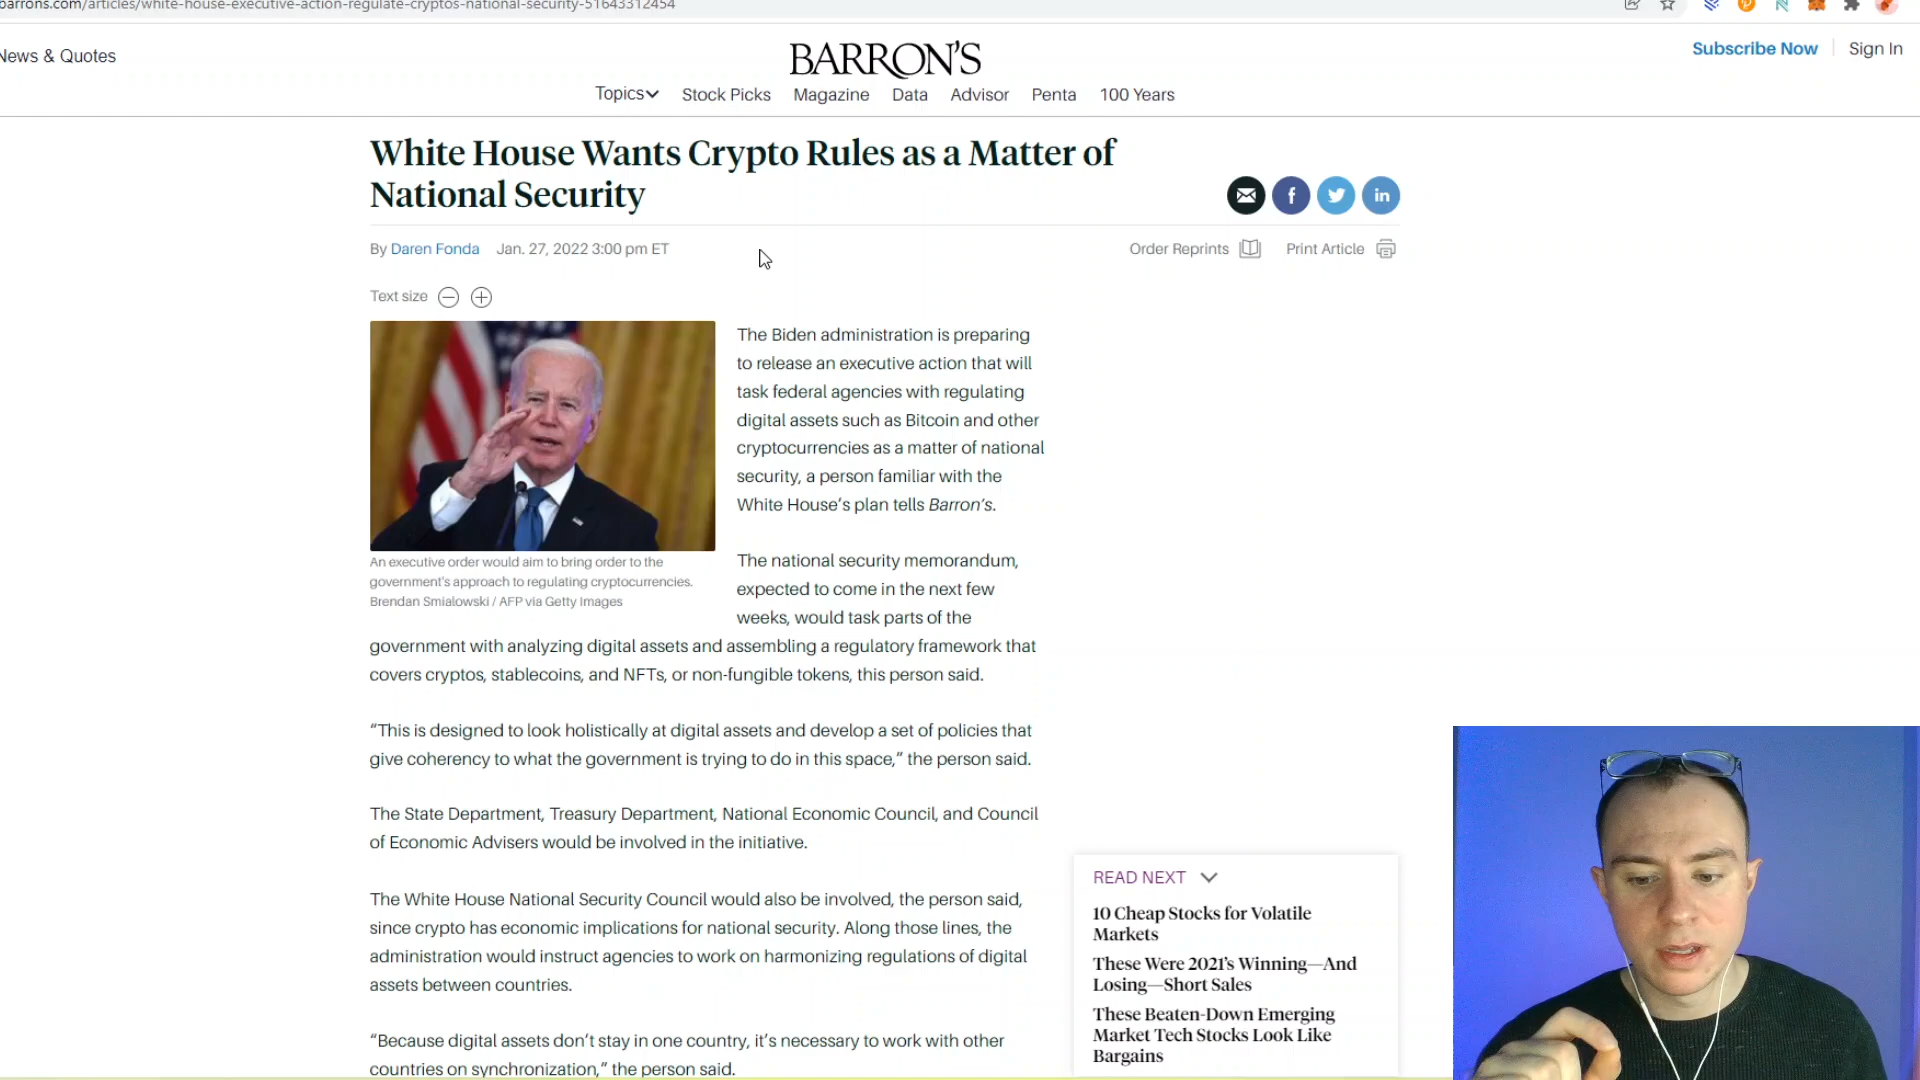 barrons.com/articles/white-house-executive-action-regulate-cryptos-national-security-51643312454
News & Quotes
BARRON'S
Subscribe Now
Sign In
Topics Stock Picks Magazine Data Advisor Penta 100 Years
White House Wants Crypto Rules as a Matter of
National Security
By Daren Fonda Jan. 27, 2022 3:00 pm ET
Order Reprints
Print Article
Text size
The Biden administration is preparing
to release an executive action that will
task federal agencies with regulating
digital assets such as Bitcoin and other
cryptocurrencies as a matter of national
security, a person familiar with the
White House's plan tells Barron's.
An executive order would aim to bring order to the
government's approach to regulating cryptocurrencies.
Brendan Smialowski / AFP via Getty Images
The national security memorandum,
expected to come in the next few
weeks, would task parts of the
government with analyzing digital assets and assembling a regulatory framework that
covers cryptos, stablecoins, and NFTs, or non-fungible tokens, this person said.
“This is designed to look holistically at digital assets and develop a set of policies that
give coherency to what the government is trying to do in this space,” the person said.
The State Department, Treasury Department, National Economic Council, and Council
of Economic Advisers would be involved in the initiative.
The White House National Security Council would also be involved, the person said,
since crypto has economic implications for national security. Along those lines, the
administration would instruct agencies to work on harmonizing regulations of digital
assets between countries.
“Because digital assets don’t stay in one country, it’s necessary to work with other
countries on synchronization,” the person said.
READ NEXT
10 Cheap Stocks for Volatile
Markets
These Were 2021's Winning—And
Losing—Short Sales
These Beaten-Down Emerging
Market Tech Stocks Look Like
Bargains